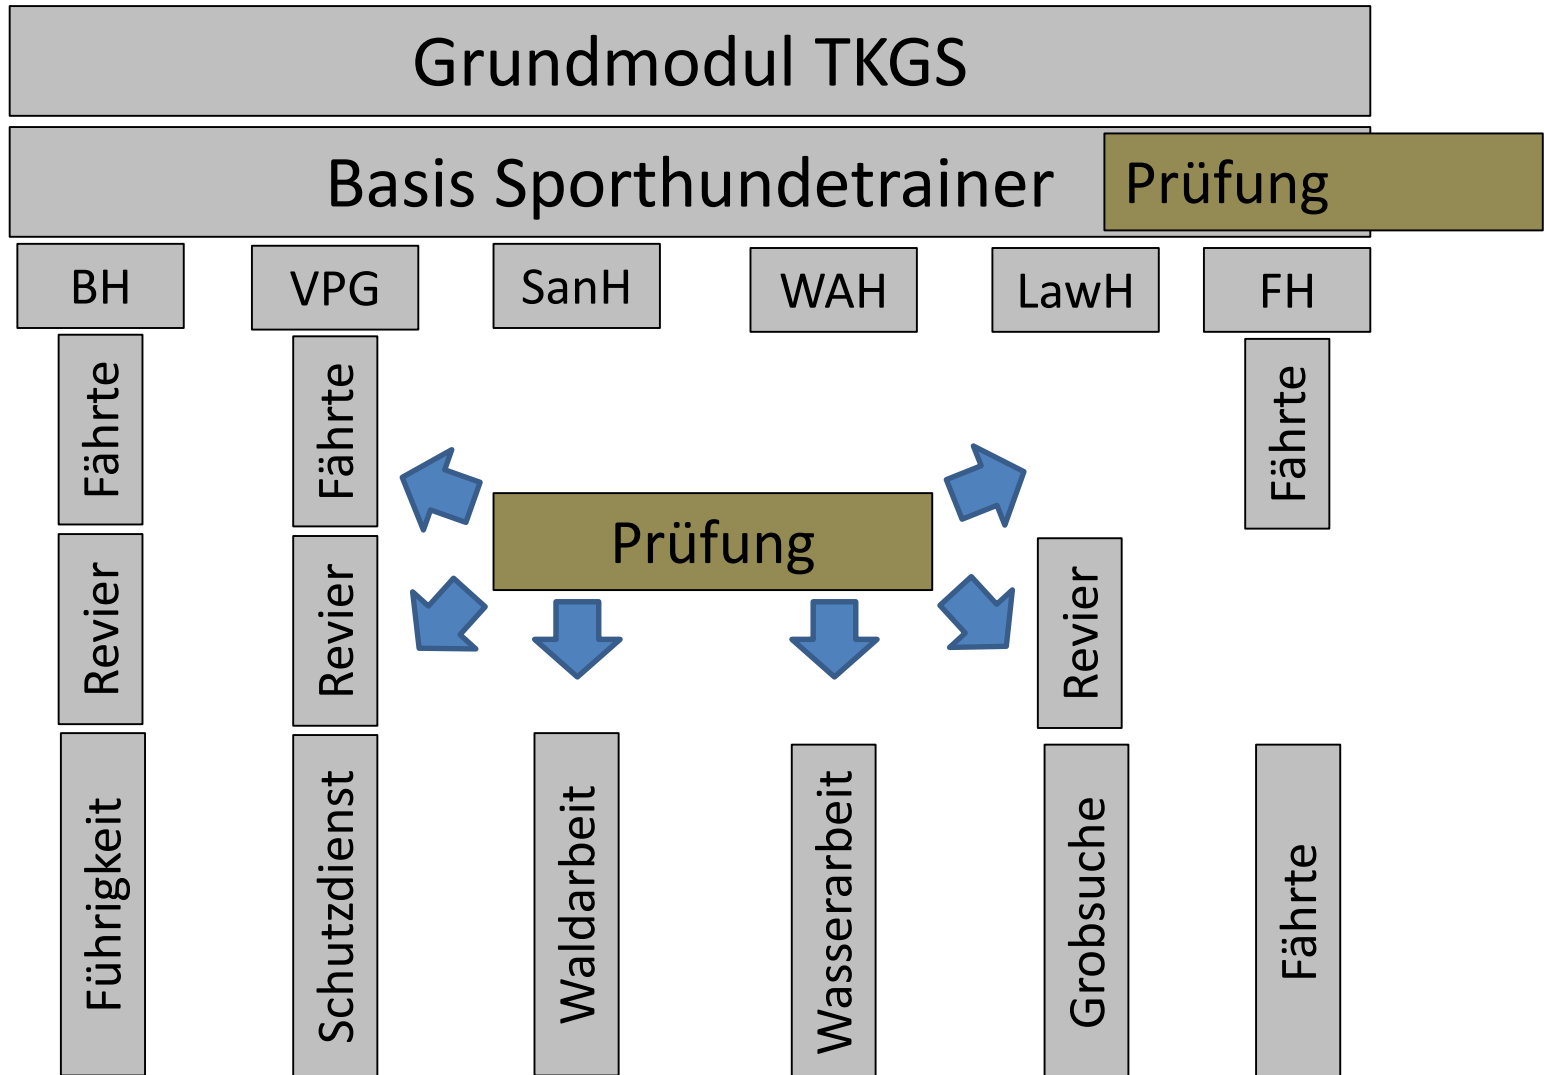 Grundmodul TKGS
Basis Sporthundetrainer
Prüfung
BH
VPG
SanH
WAH
LawH
FH
Fährte
Fährte
Fährte
Prüfung
Revier
Revier
Revier
Führigkeit
Schutzdienst
Waldarbeit
Wasserarbeit
Grobsuche
Fährte